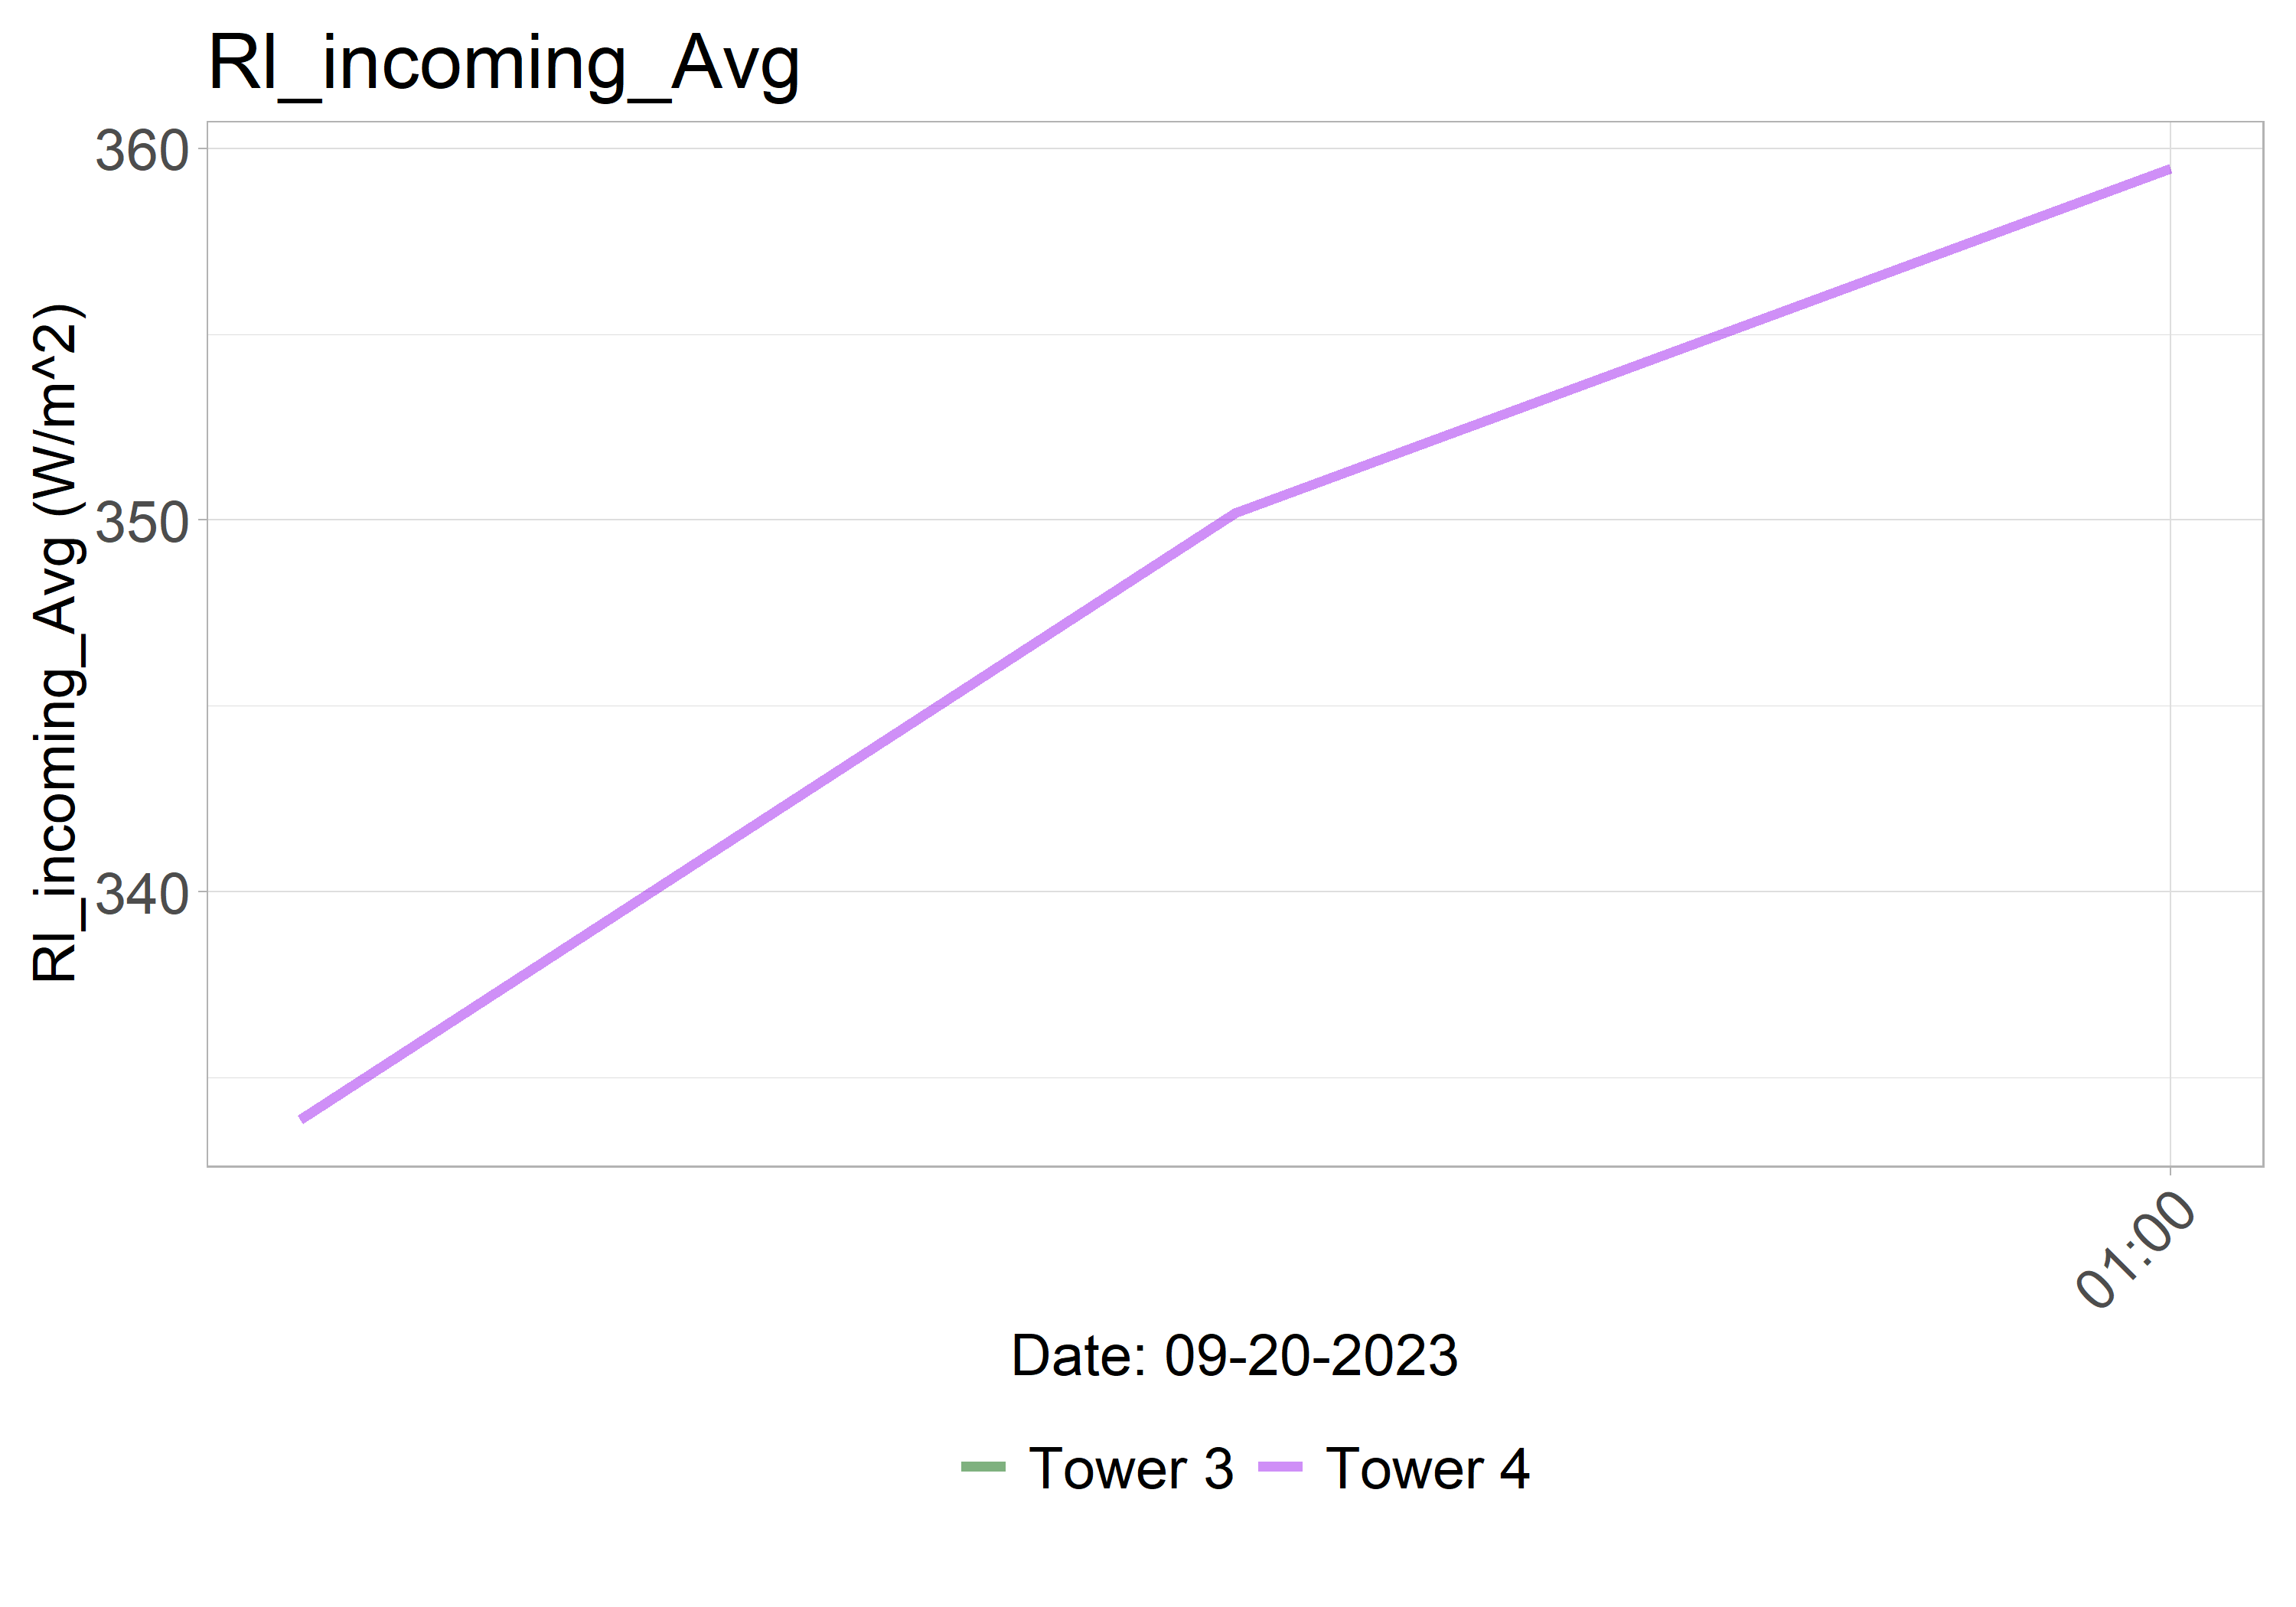 Rl_incoming_Avg
Rl_incoming_Avg (W/m^2)
360
350
340
01:00
Date: 09-20-2023
Tower 3 Tower 4